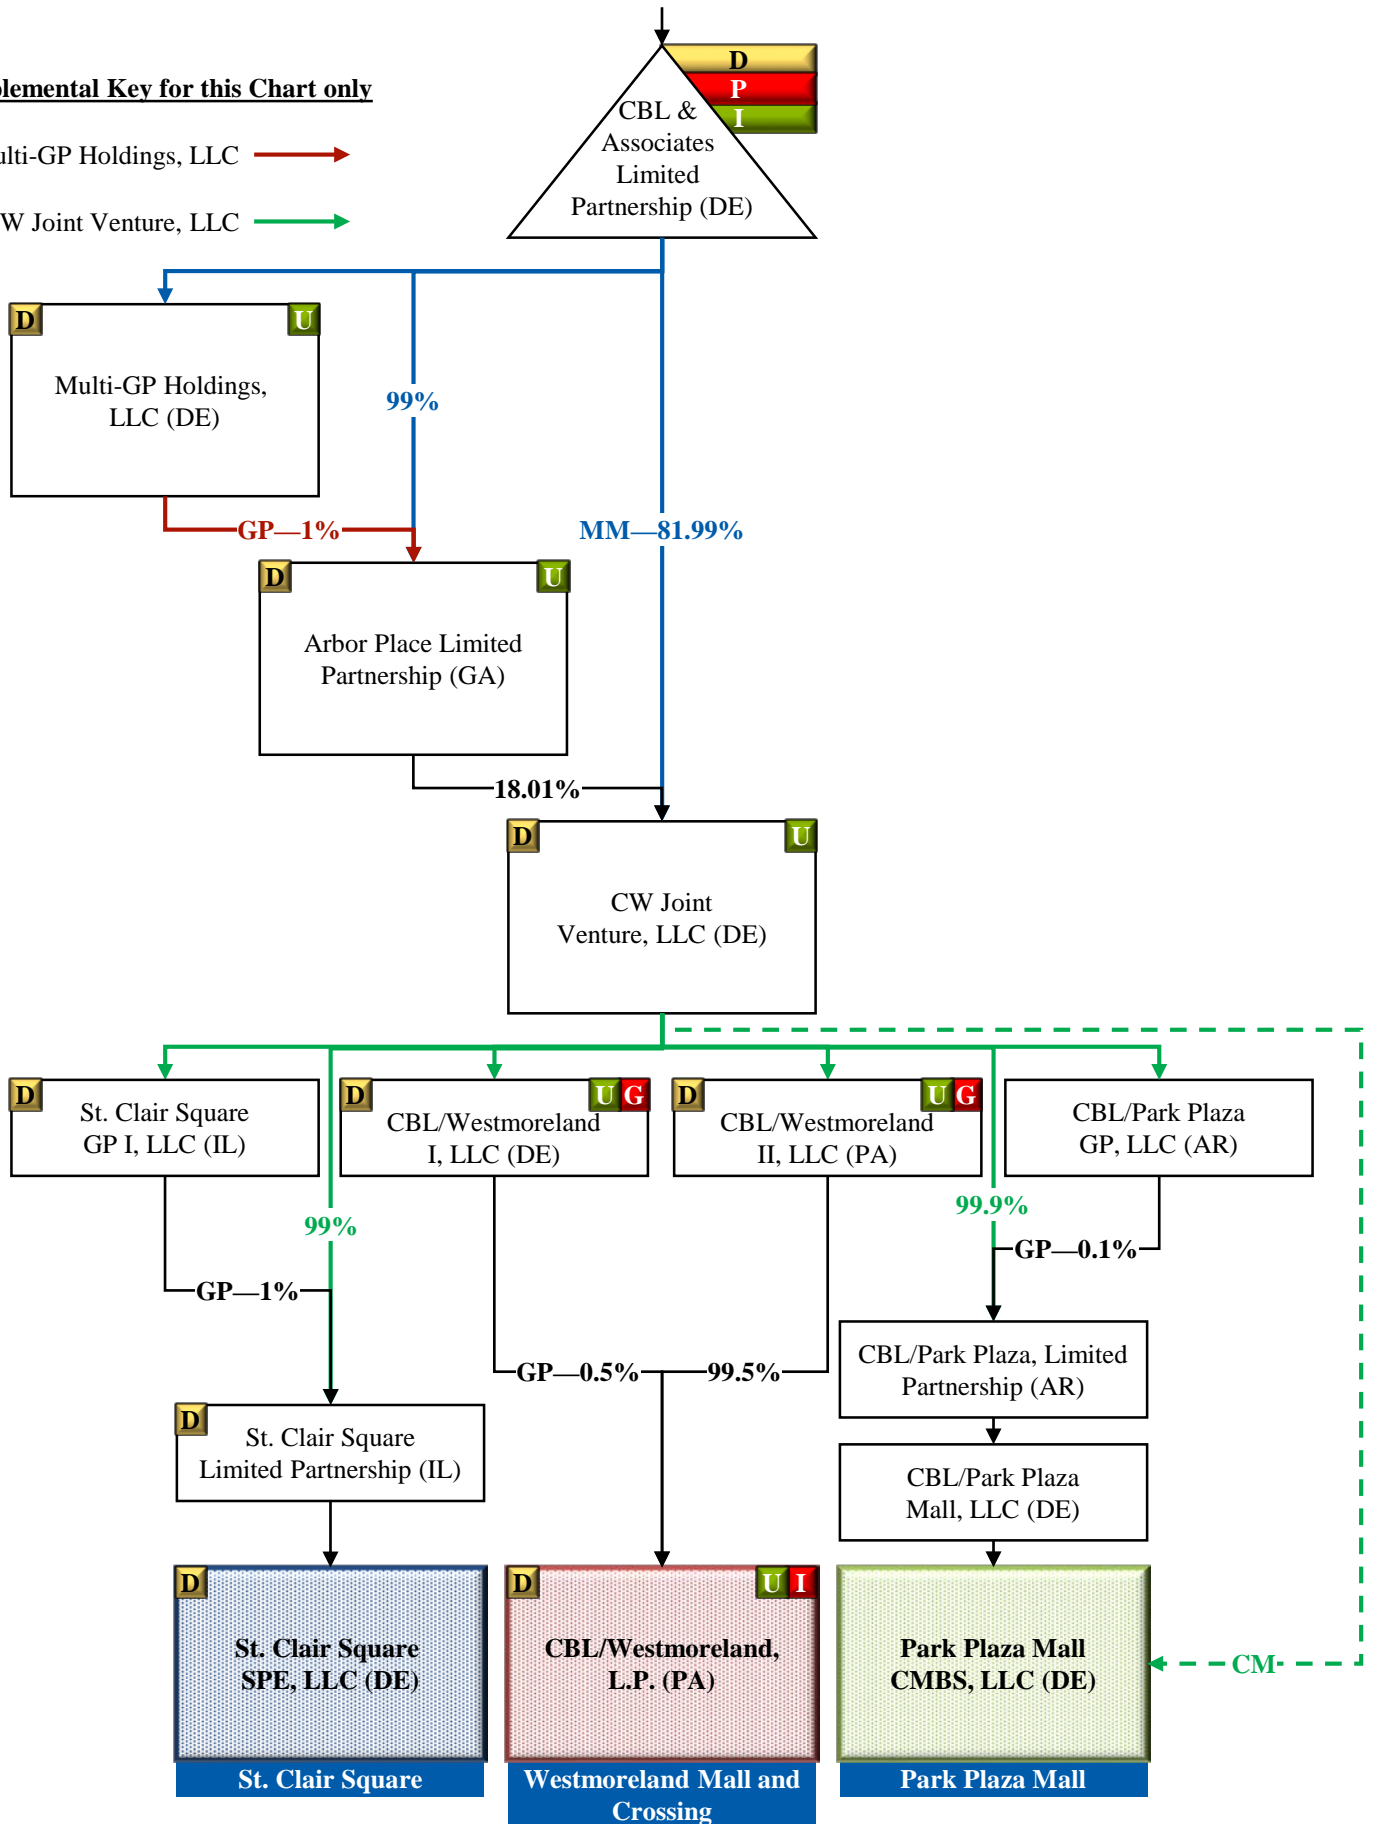 plemental Key for this Chart only
ulti-GP Holdings, LLC
W Joint Venture, LLC
D
P
I
CBL &
Associates
Limited
Partnership (DE)
D
U
Multi-GP Holdings,
LLC (DE)
99%
GP—1%
MM—81.99%
D
U
Arbor Place Limited
Partnership (GA)
18.01%
D
U
CW Joint
Venture, LLC (DE)
D
St. Clair Square
GP I, LLC (IL)
D
U G
CBL/Westmoreland
I, LLC (DE)
D
U G
CBL/Westmoreland
II, LLC (PA)
CBL/Park Plaza
GP, LLC (AR)
99%
99.9%
GP—1%
GP—0.1%
GP—0.5%
99.5%
CBL/Park Plaza, Limited
Partnership (AR)
D
St. Clair Square
Limited Partnership (IL)
CBL/Park Plaza
Mall, LLC (DE)
D
St. Clair Square
SPE, LLC (DE)
D
U I
CBL/Westmoreland,
L.P. (PA)
Park Plaza Mall
CMBS, LLC (DE)
CM
St. Clair Square
Westmoreland Mall and
Crossing
Park Plaza Mall